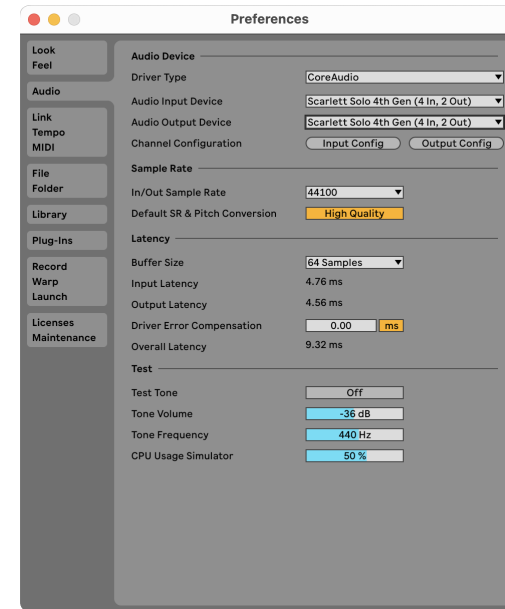 Preferences
Look
Feel
Audio
Link
Tempo
MIDI
File
Folder
Library
Plug-Ins
Record
Warp
Launch
Licenses
Maintenance
Audio Device
Driver Type CoreAudio
Audio Input Device Scarlett Solo 4th Gen (4 In, 2 Out)
Audio Output Device Scarlett Solo 4th Gen (4 In, 2 Out)
Channel Configuration Input Config Output Config
Sample Rate
In/Out Sample Rate 44100
Default SR & Pitch Conversion High Quality
Latency
Buffer Size 64 Samples
Input Latency 4.76 ms
Output Latency 4.56 ms
Driver Error Compensation 0.00 ms
Overall Latency 9.32 ms
Test
Test Tone Off
Tone Volume -36 dB
Tone Frequency 440 Hz
CPU Usage Simulator 50 %